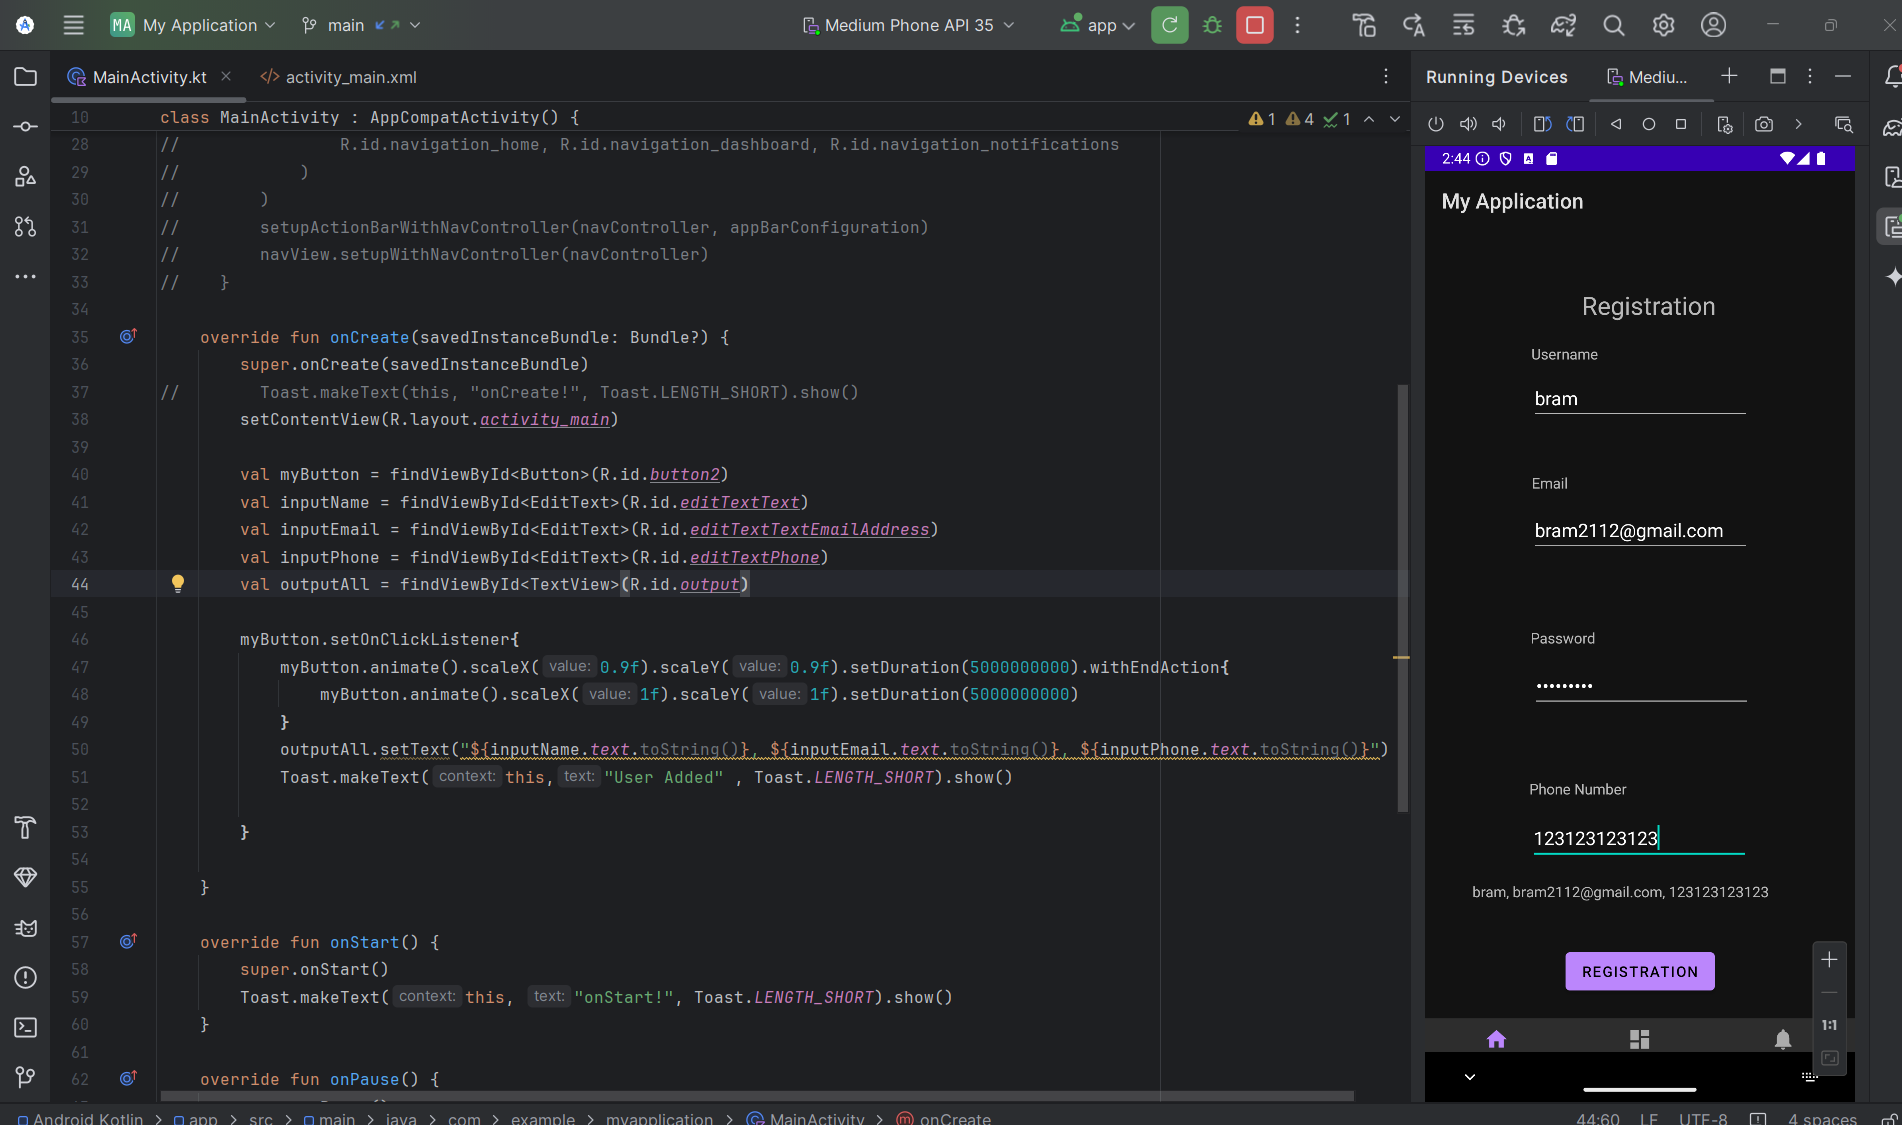 MA My Application main Medium Phone API 35 app
MainActivity.kt activity_main.xml
Running Devices Mediu...
10 class MainActivity : AppCompatActivity() { 1 4 1
28 // R.id.navigation_home, R.id.navigation_dashboard, R.id.navigation_notifications
29 // )
30 // )
31 // setupActionBarWithNavController(navController, appBarConfiguration)
32 // navView.setupWithNavController(navController)
33 // }
34
35 override fun onCreate(savedInstanceBundle: Bundle?) {
36 super.onCreate(savedInstanceBundle)
37 // Toast.makeText(this, "onCreate!", Toast.LENGTH_SHORT).show()
38 setContentView(R.layout.activity_main)
39
40 val myButton = findViewById<Button>(R.id.button2)
41 val inputName = findViewById<EditText>(R.id.editTextText)
42 val inputEmail = findViewById<EditText>(R.id.editTextTextEmailAddress)
43 val inputPhone = findViewById<EditText>(R.id.editTextPhone)
44 val outputAll = findViewById<TextView>(R.id.output)
45
46 myButton.setOnClickListener{
47 myButton.animate().scaleX( value: 0.9f).scaleY( value: 0.9f).setDuration(5000000000).withEndAction{
48 myButton.animate().scaleX( value: 1f).scaleY( value: 1f).setDuration(5000000000)
49 }
50 outputAll.setText("${inputName.text.toString()}, ${inputEmail.text.toString()}, ${inputPhone.text.toString()}")
51 Toast.makeText( context: this, text: "User Added" , Toast.LENGTH_SHORT).show()
52
53 }
54
55 }
56
57 override fun onStart() {
58 super.onStart()
59 Toast.makeText( context: this, text: "onStart!", Toast.LENGTH_SHORT).show()
60 }
61
62 override fun onPause() {
2:44
My Application
Registration
Username
bram
Email
bram2112@gmail.com
Password
•••••••••
Phone Number
123123123123
bram, bram2112@gmail.com, 123123123123
REGISTRATION
1:1
Android Kotlin > app > src > main > java > com > example > myapplication > MainActivity > onCreate 44:60 LF UTF-8 4 spaces